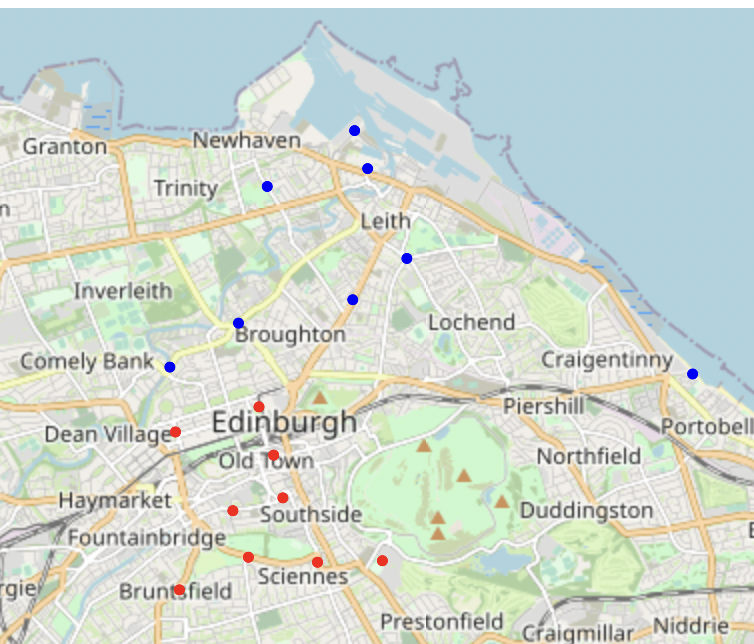 Newhaven
Granton
Trinity
Leith
Inverleith
Lochend
Broughton
Comely Bank
Craigentinny
Piershill
Edinburgh
Portobell
Dean Village
Old Town
Northfield
Haymarket
Southside
Duddingston
Fountainbridge
Sciennes
Bruntsfield
rgie
Prestonfield
Craigmillar
Niddrie